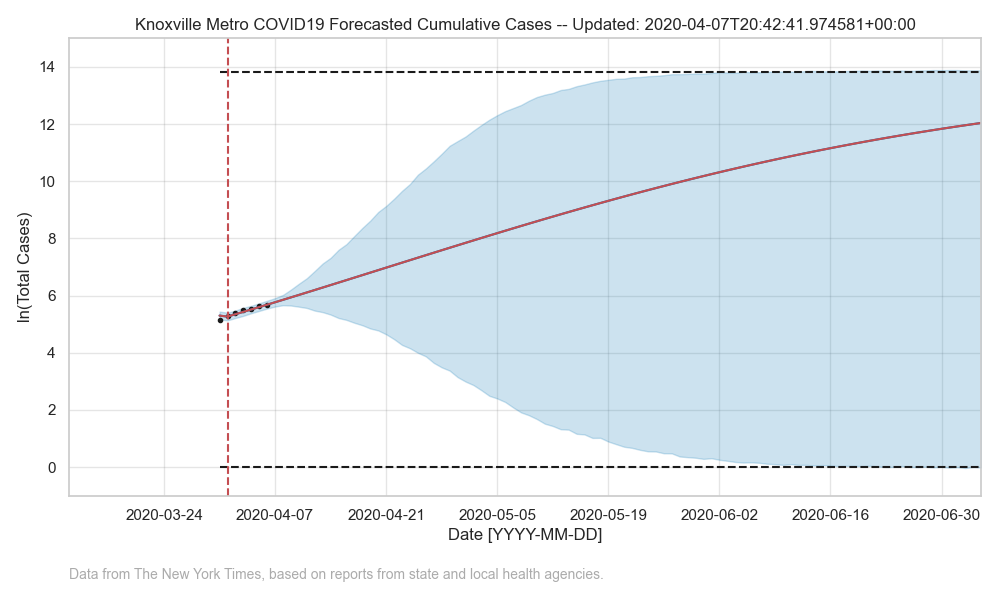 Knoxville Metro COVID19 Forecasted Cumulative Cases -- Updated: 2020-04-07T20:42:41.974581+00:00
ln(Total Cases)
14
12
10
8
6
4
2
0
2020-03-24 2020-04-07 2020-04-21 2020-05-05 2020-05-19 2020-06-02 2020-06-16 2020-06-30
Date [YYYY-MM-DD]
Data from The New York Times, based on reports from state and local health agencies.